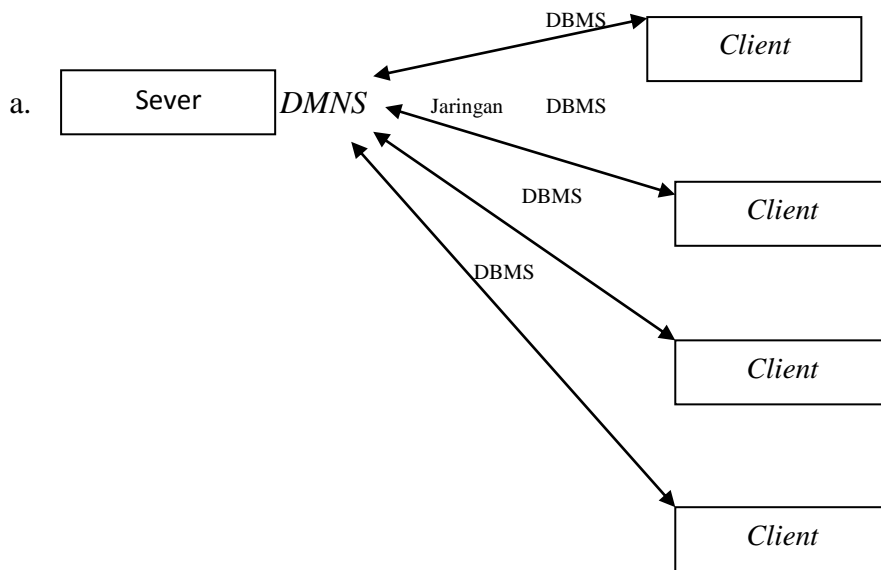 DBMS
Client
a.
Sever
DMNS
Jaringan
DBMS
Client
DBMS
DBMS
Client
Client